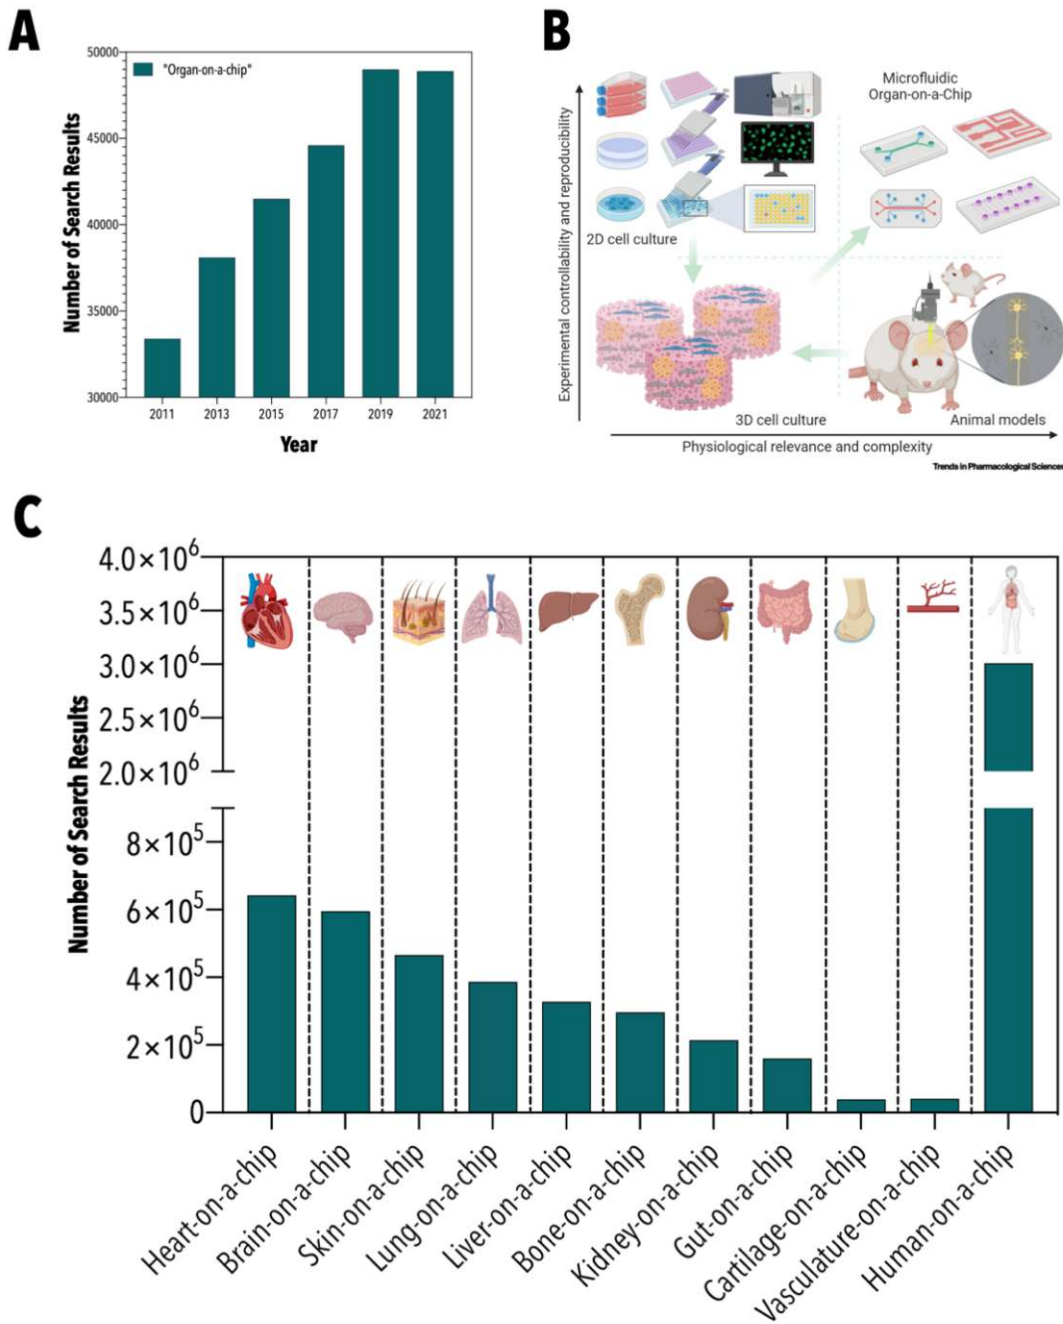 A
Number of Search Results
50000
45000
40000
35000
30000
"Organ-on-a-chip"
2011 2013 2015 2017 2019 2021
Year
B
Experimental controllability and reproducibility
Microfluidic
Organ-on-a-Chip
2D cell culture
3D cell culture
Animal models
Physiological relevance and complexity
Trends in Pharmacological Sciences
C
Number of Search Results
4.0×10⁶
3.5×10⁶
3.0×10⁶
2.5×10⁶
2.0×10⁶
8×10⁵
6×10⁵
4×10⁵
2×10⁵
0
Heart-on-a-chip
Brain-on-a-chip
Skin-on-a-chip
Lung-on-a-chip
Liver-on-a-chip
Bone-on-a-chip
Kidney-on-a-chip
Gut-on-a-chip
Cartilage-on-a-chip
Vasculature-on-a-chip
Human-on-a-chip